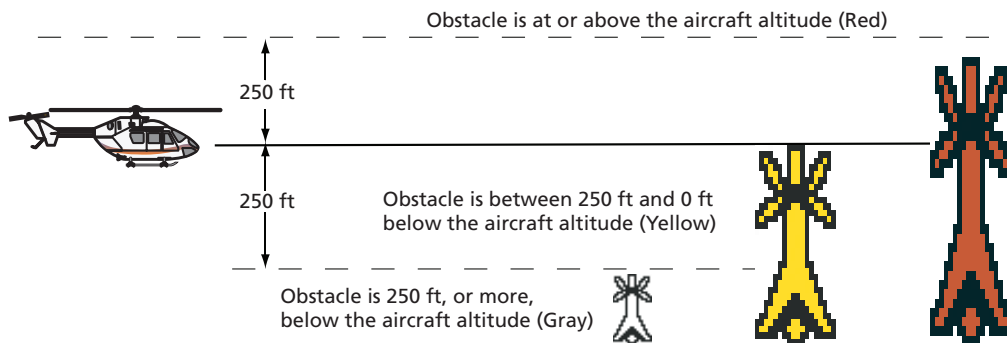 Obstacle is at or above the aircraft altitude (Red)
250 ft
250 ft
Obstacle is between 250 ft and 0 ft
below the aircraft altitude (Yellow)
Obstacle is 250 ft, or more,
below the aircraft altitude (Gray)